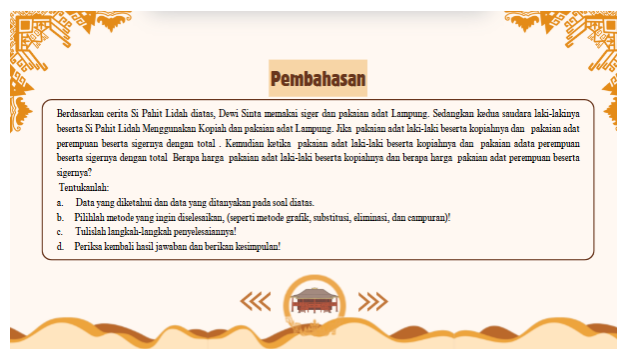 Pembahasan
Berdasarkan cerita Si Pahit Lidah diatas, Dewi Sinta memakai siger dan pakaian adat Lampung. Sedangkan kedua saudara laki-lakinya
beserta Si Pahit Lidah Menggunakan Kopiah dan pakaian adat Lampung. Jika pakaian adat laki-laki beserta kopiahnya dan pakaian adat
perempuan beserta sigernya dengan total . Kemudian ketika pakaian adat laki-laki beserta kopiahnya dan pakaian adata perempuan
beserta sigernya dengan total Berapa harga pakaian adat laki-laki beserta kopiahnya dan berapa harga pakaian adat perempuan beserta
sigernya?
Tentukanlah:
a. Data yang diketahui dan data yang ditanyakan pada soal diatas.
b. Pilihlah metode yang ingin diselesaikan, (seperti metode grafik, substitusi, eliminasi, dan campuran)!
c. Tulislah langkah-langkah penyelesaiannya!
d. Periksa kembali hasil jawaban dan berikan kesimpulan!